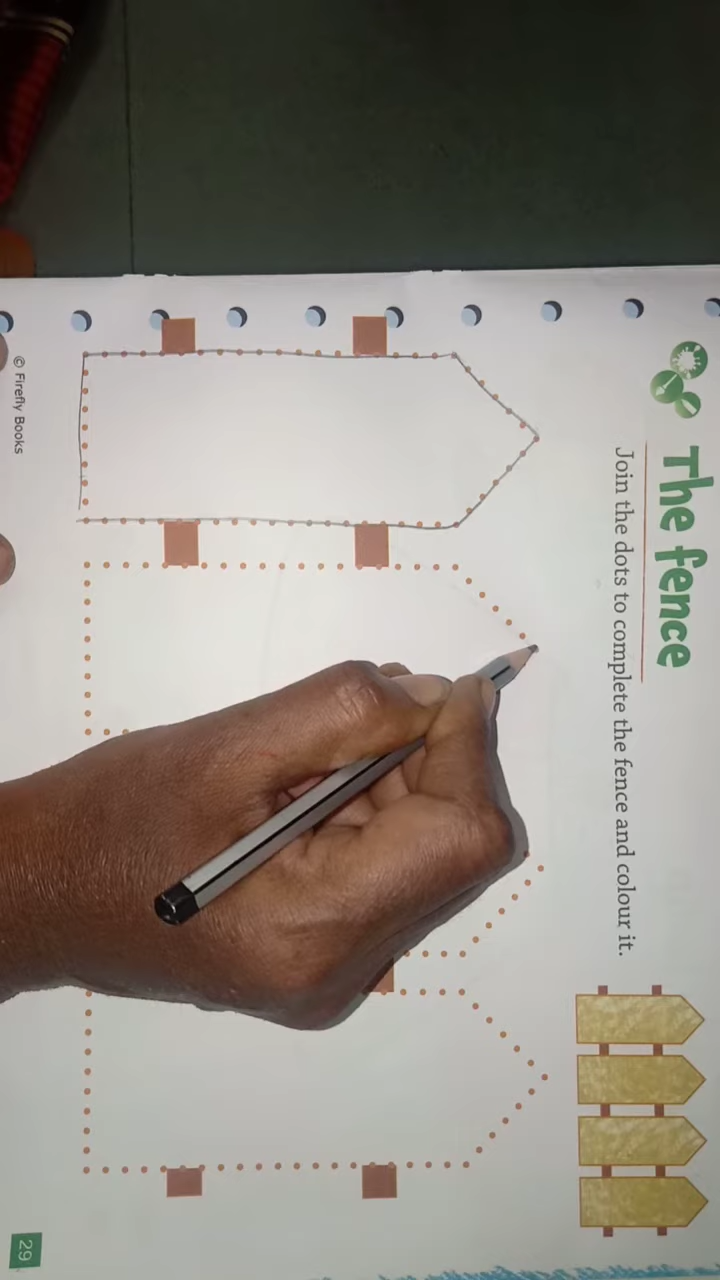 The fence
Join the dots to complete the fence and colour it.
© Firefly Books
29